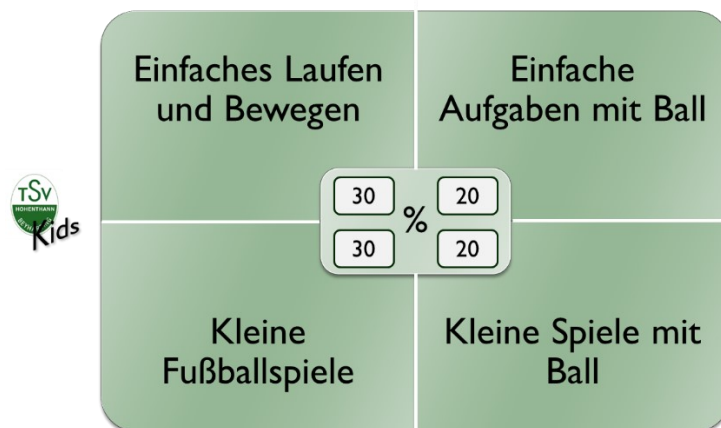 Einfaches Laufen
und Bewegen
Einfache
Aufgaben mit Ball
TSV
HOHENTHANN
Kids
30
20
%
30
20
Kleine
Fußballspiele
Kleine Spiele mit
Ball